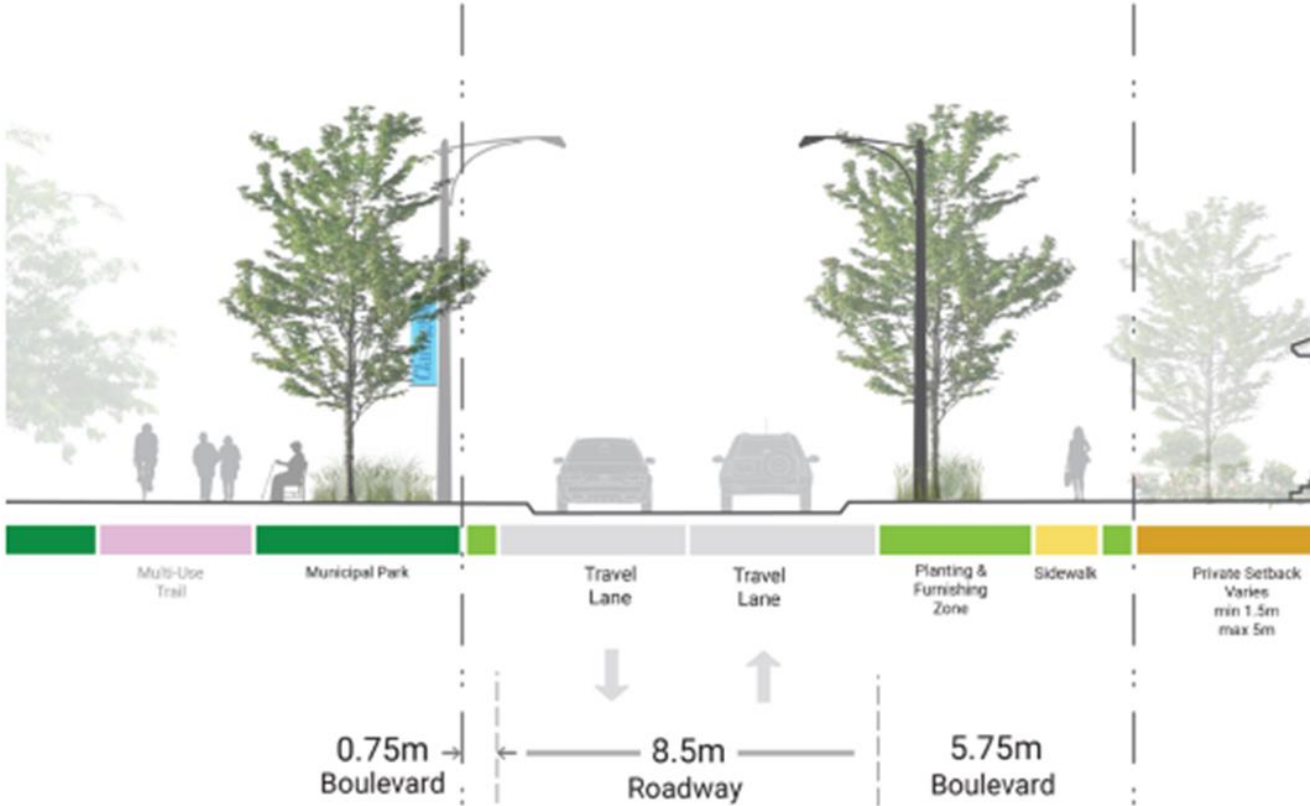 Multi-Use
Trail
Municipal Park
Travel
Lane
Travel
Lane
Planting &
Furnishing
Zone
Sidewalk
Private Setback
Varies
min 1.5m
max 5m
0.75m
Boulevard
8.5m
Roadway
5.75m
Boulevard